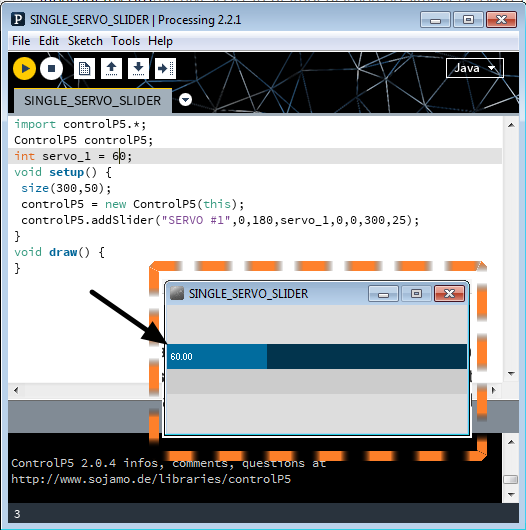 SINGLE_SERVO_SLIDER | Processing 2.2.1
File Edit Sketch Tools Help
Java
SINGLE_SERVO_SLIDER
import controlP5.*;
ControlP5 controlP5;
int servo_1 = 60;
void setup() {
size(300,50);
controlP5 = new ControlP5(this);
controlP5.addSlider("SERVO #1",0,180,servo_1,0,0,300,25);
}
void draw() {
}
SINGLE_SERVO_SLIDER
60.00
ControlP5 2.0.4 infos, comments, questions at
http://www.sojamo.de/libraries/controlP5
3